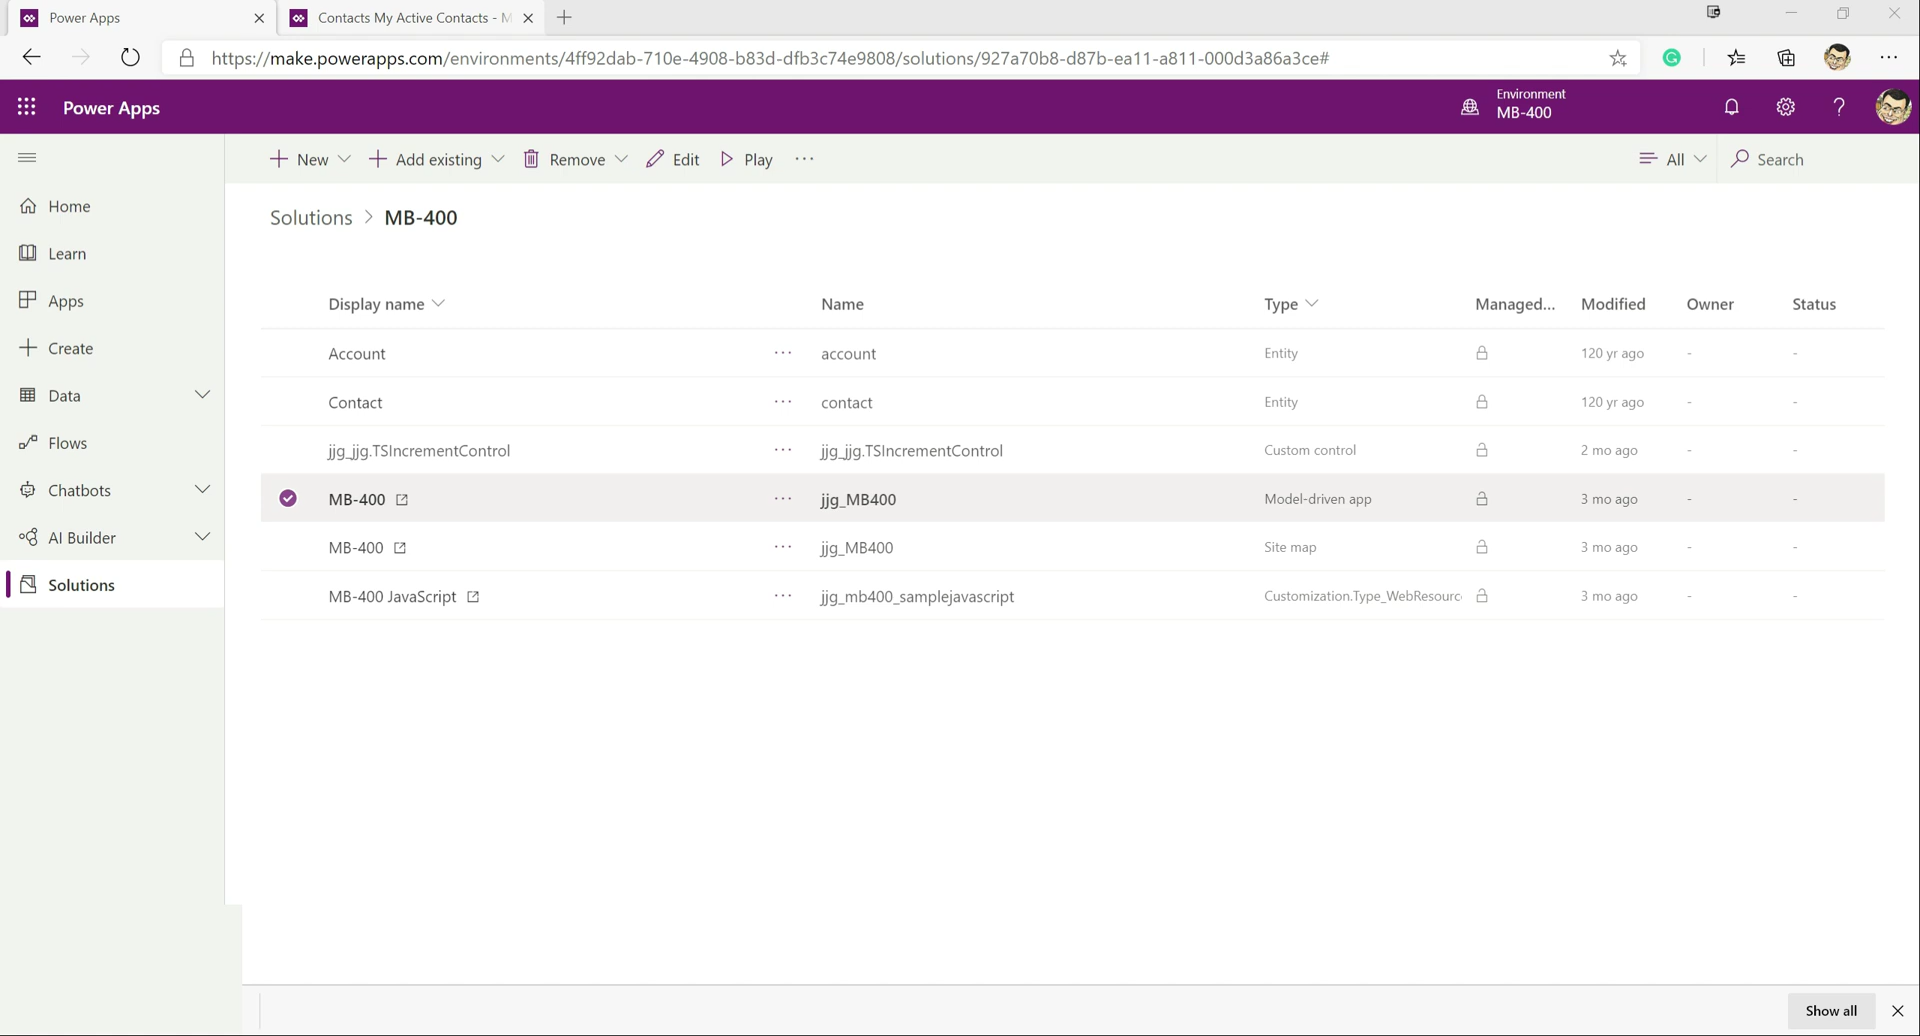 Power Apps
Contacts My Active Contacts - M
https://make.powerapps.com/environments/4ff92dab-710e-4908-b83d-dfb3c74e9808/solutions/927a70b8-d87b-ea11-a811-000d3a86a3ce#
Power Apps
Environment
MB-400
New Add existing Remove Edit Play All Search
Home
Learn
Apps
Create
Data
Flows
Chatbots
AI Builder
Solutions
Solutions > MB-400
Display name Name Type Managed... Modified Owner Status
Account ... account Entity 120 yr ago - -
Contact ... contact Entity 120 yr ago - -
jjg_jjg.TSIncrementControl ... jjg_jjg.TSIncrementControl Custom control 2 mo ago - -
MB-400 ... jjg_MB400 Model-driven app 3 mo ago - -
MB-400 ... jjg_MB400 Site map 3 mo ago - -
MB-400 JavaScript ... jjg_mb400_samplejavascript Customization.Type_WebResourc 3 mo ago - -
Show all